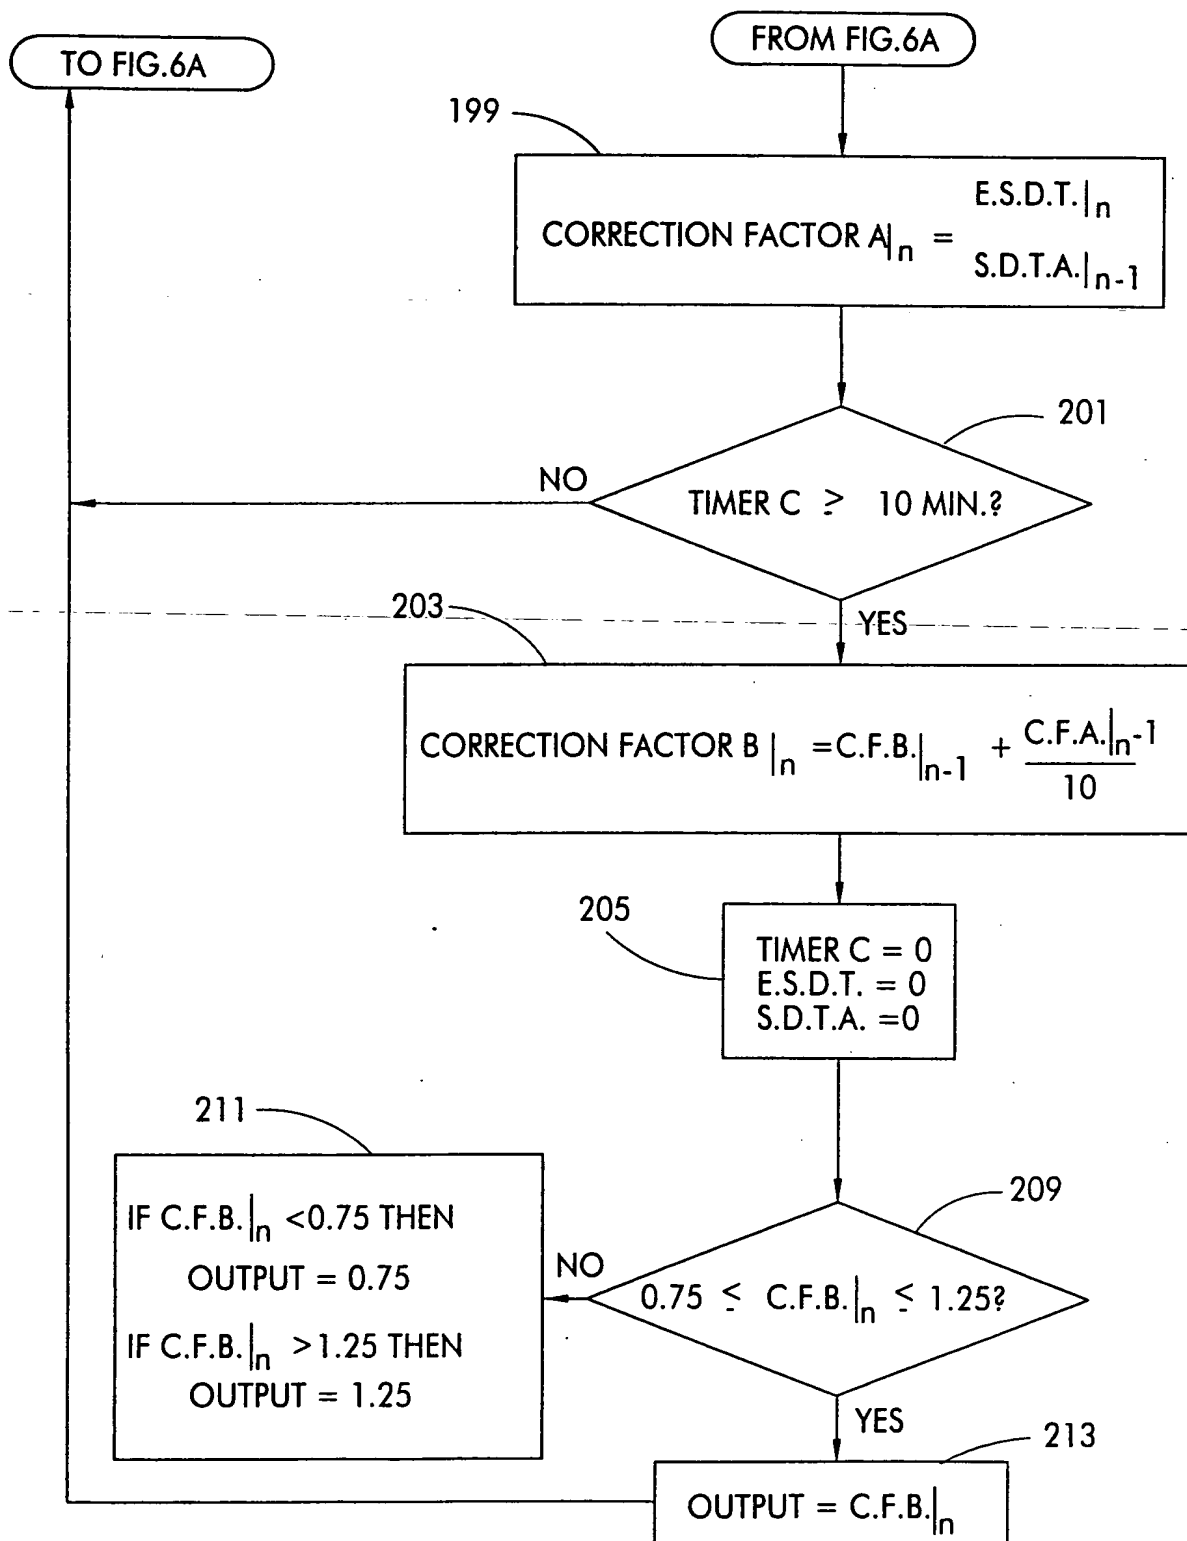 TO FIG.6A
FROM FIG.6A
199
CORRECTION FACTOR A|n = E.S.D.T.|n
S.D.T.A.|n-1
201
NO
TIMER C ≥ 10 MIN.?
203
YES
CORRECTION FACTOR B |n =C.F.B.|n-1 + C.F.A.|n-1
10
205
TIMER C = 0
E.S.D.T. = 0
S.D.T.A. =0
211
IF C.F.B.|n <0.75 THEN
OUTPUT = 0.75
IF C.F.B.|n >1.25 THEN
OUTPUT = 1.25
209
NO
0.75 ≤ C.F.B.|n ≤ 1.25?
YES
213
OUTPUT = C.F.B.|n